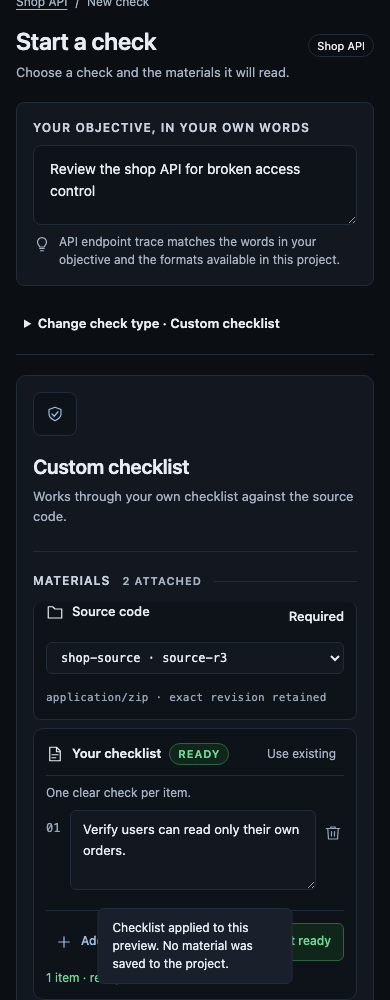 Shop API / New check
Start a check
Shop API
Choose a check and the materials it will read.
YOUR OBJECTIVE, IN YOUR OWN WORDS
Review the shop API for broken access
control
API endpoint trace matches the words in your
objective and the formats available in this project.
Change check type · Custom checklist
Custom checklist
Works through your own checklist against the source
code.
MATERIALS 2 ATTACHED
Source code
Required
shop-source · source-r3
application/zip · exact revision retained
Your checklist READY Use existing
One clear check per item.
01 Verify users can read only their own
orders.
Checklist applied to this
preview. No material was
saved to the project.
ready
1 item ·